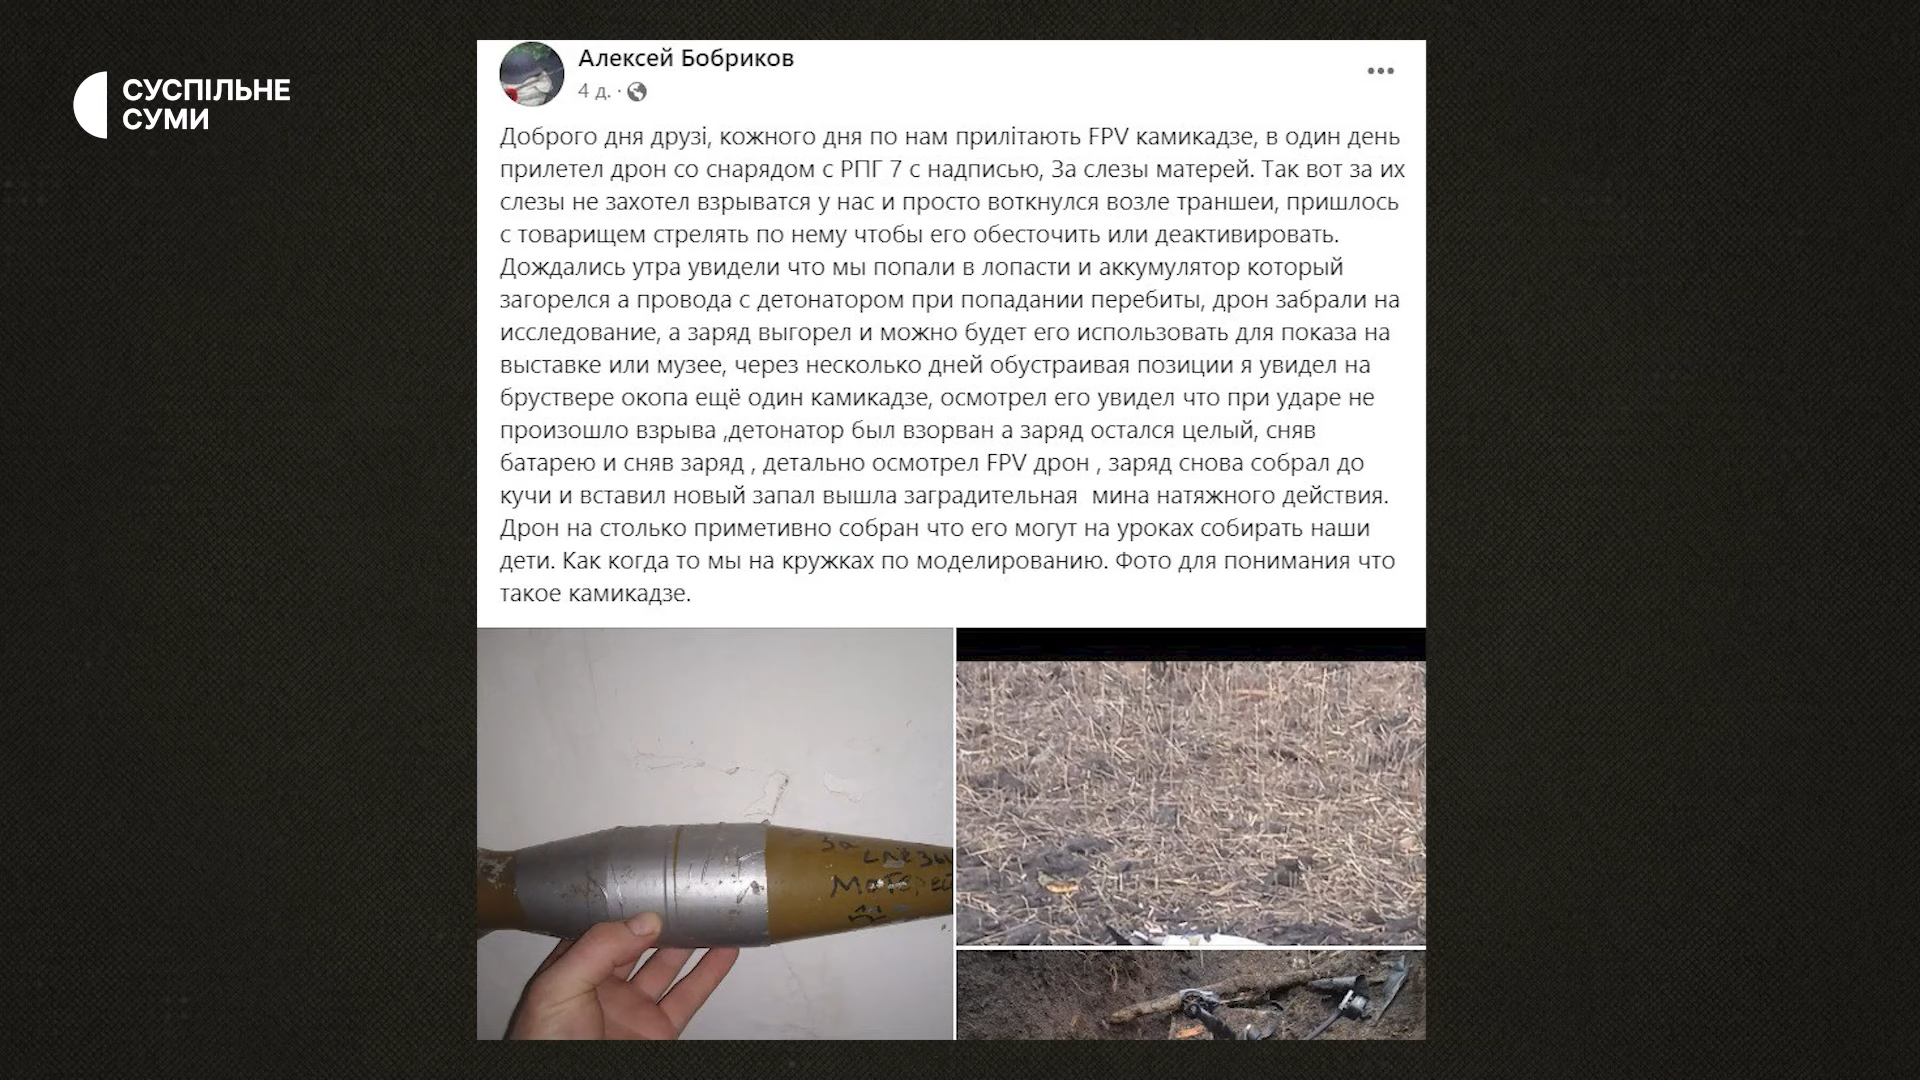 СУСПІЛЬНЕ
СУМИ
Алексей Бобриков
4 д. ·
Доброго дня друзі, кожного дня по нам прилітають FPV камикадзе, в один день
прилетел дрон со снарядом с РПГ 7 с надписью, За слезы матерей. Так вот за их
слезы не захотел взрыватся у нас и просто воткнулся возле траншеи, пришлось
с товарищем стрелять по нему чтобы его обесточить или деактивировать.
Дождались утра увидели что мы попали в лопасти и аккумулятор который
загорелся а провода с детонатором при попадании перебиты, дрон забрали на
исследование, а заряд выгорел и можно будет его использовать для показа на
выставке или музее, через несколько дней обустраивая позиции я увидел на
бруствере окопа ещё один камикадзе, осмотрел его увидел что при ударе не
произошло взрыва ,детонатор был взорван а заряд остался целый, сняв
батарею и сняв заряд , детально осмотрел FPV дрон , заряд снова собрал до
кучи и вставил новый запал вышла заградительная  мина натяжного действия.
Дрон на столько приметивно собран что его могут на уроках собирать наши
дети. Как когда то мы на кружках по моделированию. Фото для понимания что
такое камикадзе.
За
слёзы
Матерей